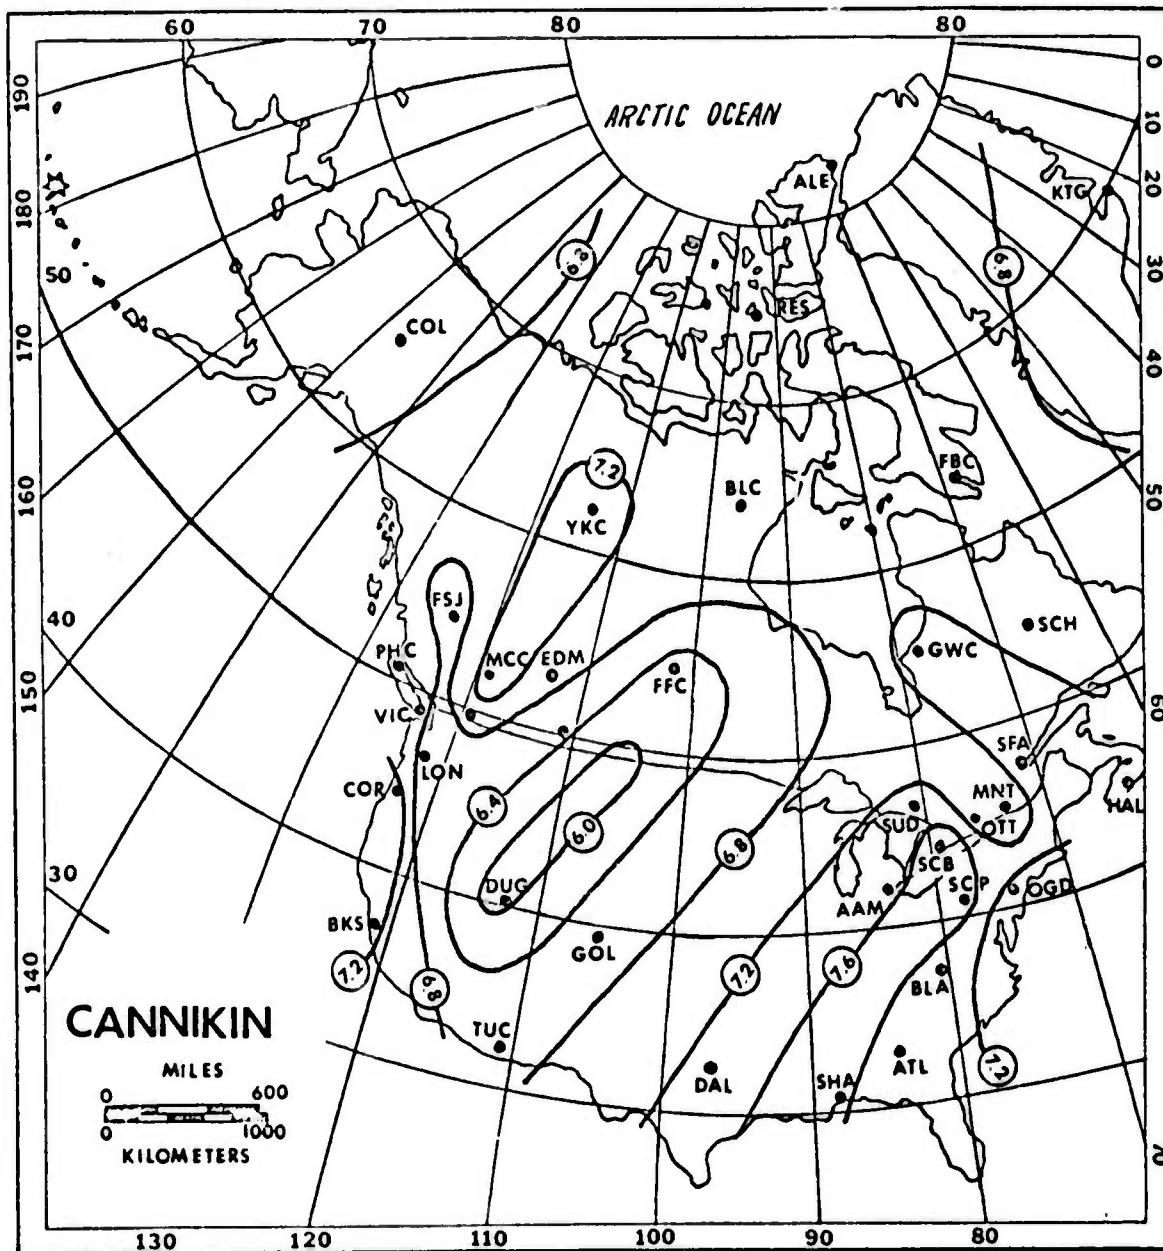 60 70 80 80
190
180
50
170
160
40
150
30
140
0
10
20
30
40
50
60
70
ARCTIC OCEAN
ALE
KTG
6.8
6.8
COL
RES
7.2
YKC
BLC
FBC
FSJ
SCH
PHC
MCC
EDM
FFC
GWC
VIC
LON
SFA
COR
6.4
6.0
6.8
SUD
MNT
OTT
HAL
SCB
SCP
DUG
AAM
OGD
BKS
GOL
7.2
6.8
7.2
7.6
BLA
CANNIKIN
TUC
DAL
SHA
ATL
7.2
MILES
0 600
0 1000
KILOMETERS
130 120 110 100 90 80